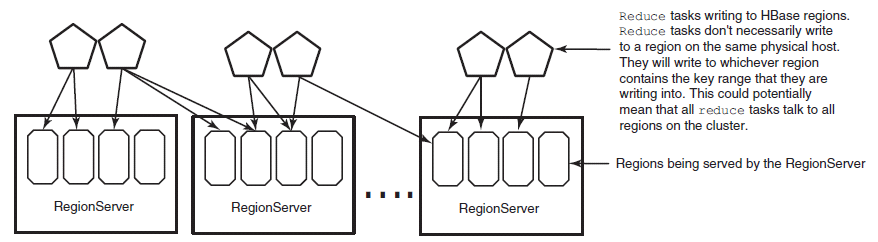 Reduce tasks writing to HBase regions.
Reduce tasks don't necessarily write
to a region on the same physical host.
They will write to whichever region
contains the key range that they are
writing into. This could potentially
mean that all reduce tasks talk to all
regions on the cluster.
Regions being served by the RegionServer
RegionServer
RegionServer
RegionServer